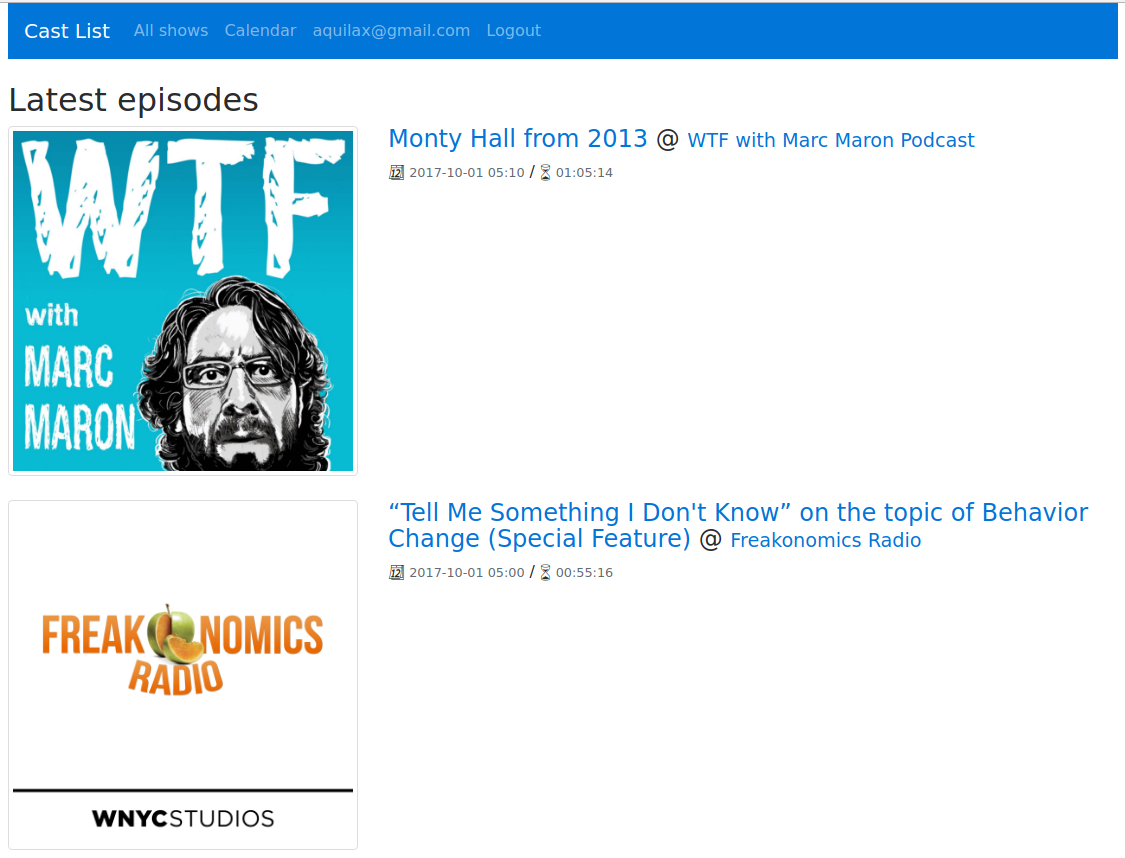 Cast List All shows Calendar aquilax@gmail.com Logout
Latest episodes
WTF
with
MARC
MARON
Monty Hall from 2013 @ WTF with Marc Maron Podcast
12 2017-10-01 05:10 / 01:05:14
FREAKONOMICS
RADIO
WNYCSTUDIOS
“Tell Me Something I Don't Know” on the topic of Behavior
Change (Special Feature) @ Freakonomics Radio
12 2017-10-01 05:00 / 00:55:16